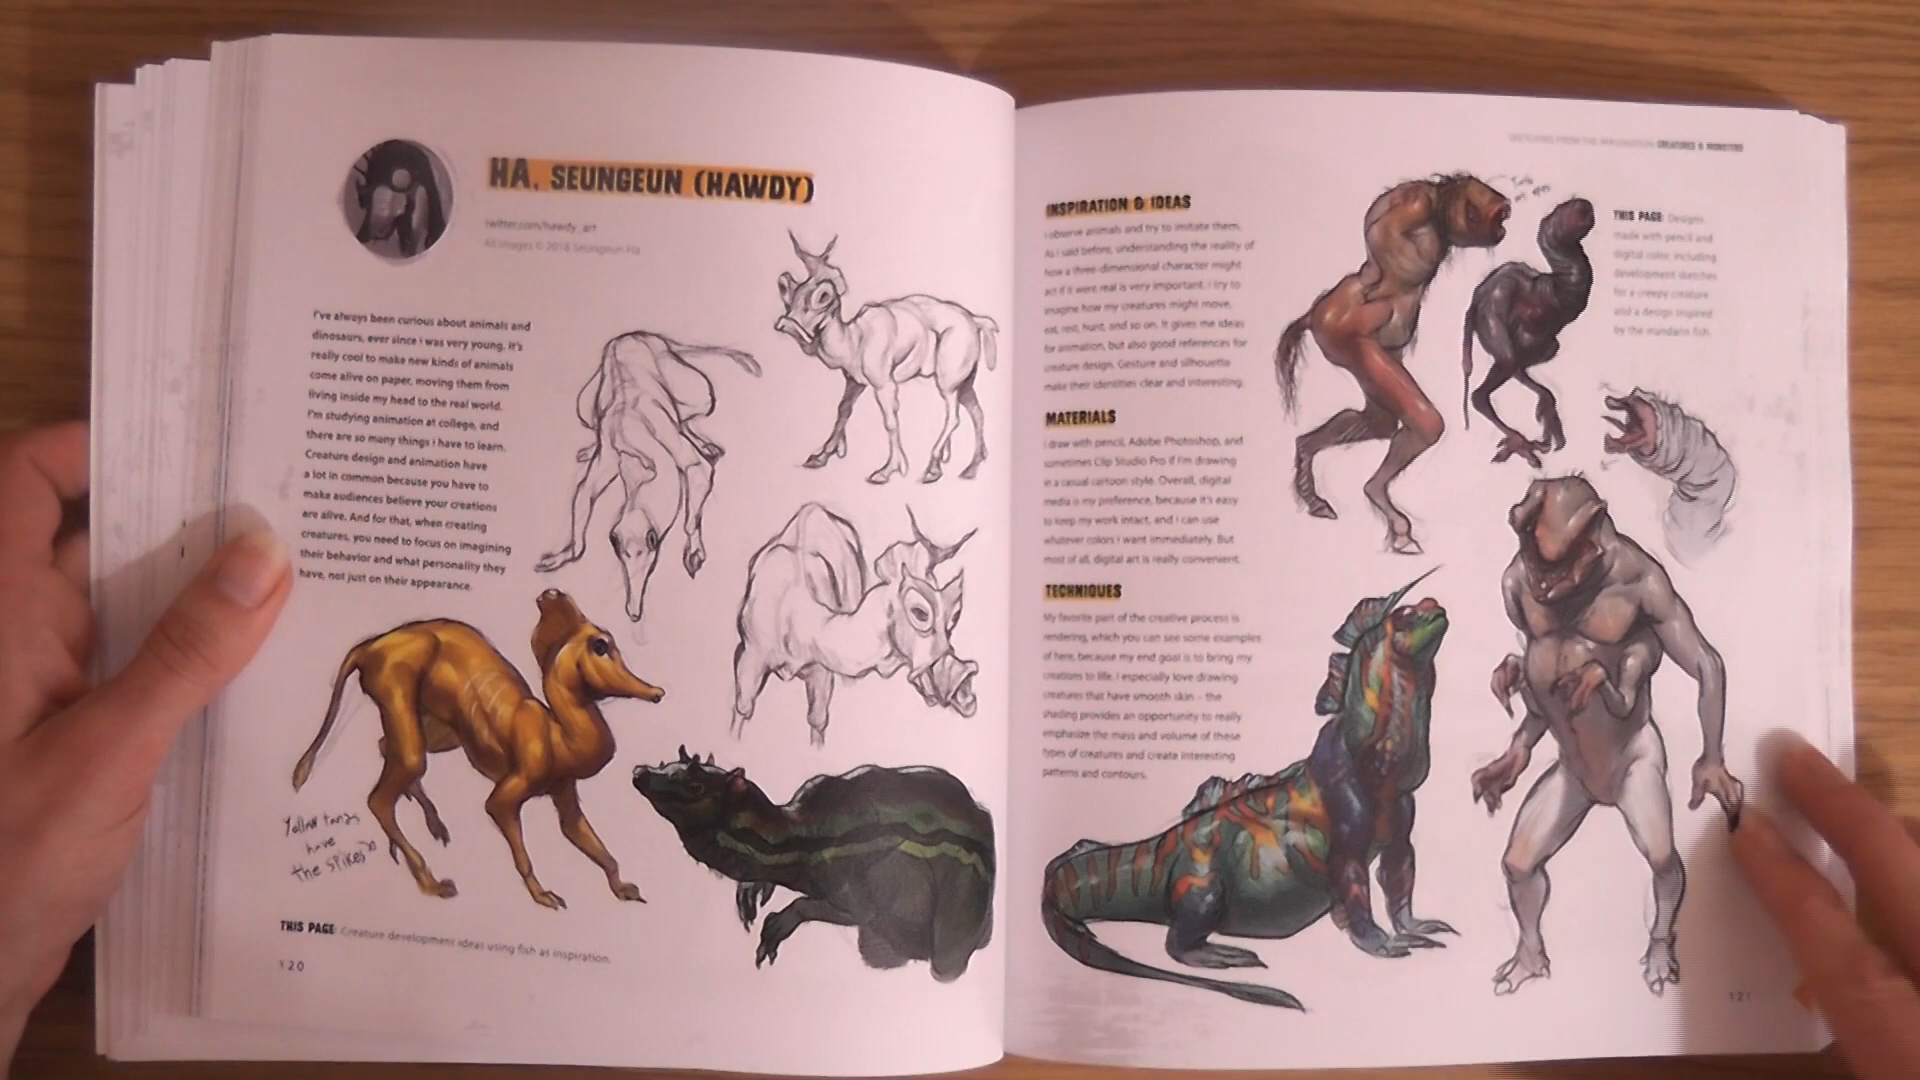 HA, SEUNGEUN (HAWDY)
twitter.com/hawdy_art
All images © 2018 Seungeun Ha
I've always been curious about animals and
dinosaurs, ever since I was very young. It's
really cool to make new kinds of animals
come alive on paper, moving them from
living inside my head to the real world.
I'm studying animation at college, and
there are so many things I have to learn.
Creature design and animation have
a lot in common because you have to
make audiences believe your creations
are alive. And for that, when creating
creatures, you need to focus on imagining
their behavior and what personality they
have, not just on their appearance.
Yellow tangs
have
the spikes
THIS PAGE: Creature development ideas using fish as inspiration.
120
SKETCHING FROM THE IMAGINATION: CREATURES & MONSTERS
INSPIRATION & IDEAS
I observe animals and try to imitate them.
As I said before, understanding the reality of
how a three-dimensional character might
act if it were real is very important. I try to
imagine how my creatures might move,
eat, rest, hunt, and so on. It gives me ideas
for animation, but also good references for
creature design. Gesture and silhouette
make their identities clear and interesting.
MATERIALS
I draw with pencil, Adobe Photoshop, and
sometimes Clip Studio Pro if I'm drawing
in a casual cartoon style. Overall, digital
media is my preference, because it's easy
to keep my work intact, and I can use
whatever colors I want immediately. But
most of all, digital art is really convenient.
TECHNIQUES
My favorite part of the creative process is
rendering, which you can see some examples
of here, because my end goal is to bring my
creations to life. I especially love drawing
creatures that have smooth skin – the
shading provides an opportunity to really
emphasize the mass and volume of these
types of creatures and create interesting
patterns and contours.
THIS PAGE: Designs
made with pencil and
digital color, including
development sketches
for a creepy creature
and a design inspired
by the mandarin fish.
121